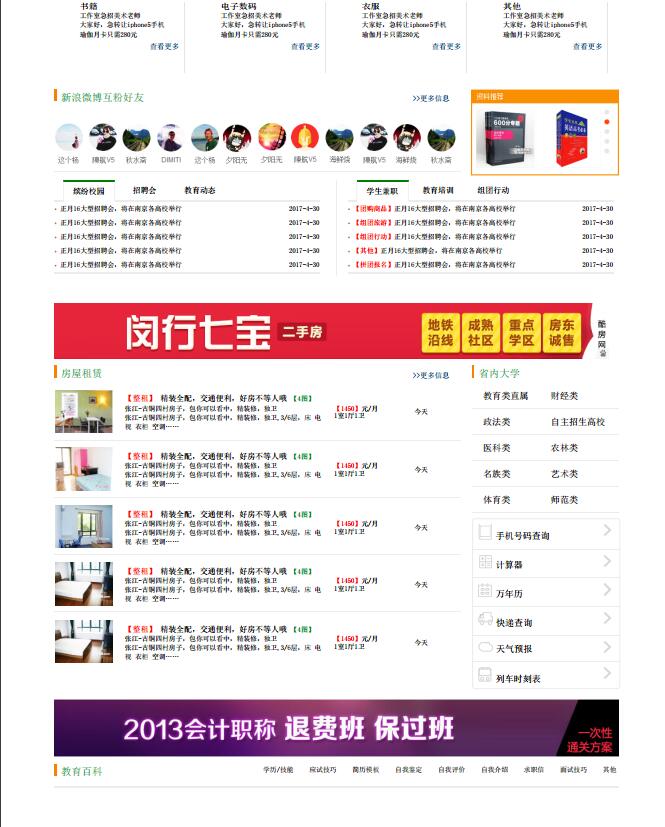 书籍
工作室急招美术老师
大家好，急转让iphone5手机
瑜伽月卡只需280元
查看更多
电子数码
工作室急招美术老师
大家好，急转让iphone5手机
瑜伽月卡只需280元
查看更多
衣服
工作室急招美术老师
大家好，急转让iphone5手机
瑜伽月卡只需280元
查看更多
其他
工作室急招美术老师
大家好，急转让iphone5手机
瑜伽月卡只需280元
查看更多
新浪微博互粉好友
>>更多信息
这个杨 陲航V5 秋水斋 DIMITI 这个杨 夕阳无 夕阳无 陲航V5 海鲜烧 陲航V5 海鲜烧 秋水斋
资料推荐
600分专题
缤纷校园 招聘会 教育动态
正月16大型招聘会，将在南京各高校举行 2017-4-30
正月16大型招聘会，将在南京各高校举行 2017-4-30
正月16大型招聘会，将在南京各高校举行 2017-4-30
正月16大型招聘会，将在南京各高校举行 2017-4-30
正月16大型招聘会，将在南京各高校举行 2017-4-30
学生兼职 教育培训 组团行动
【团购商品】正月16大型招聘会，将在南京各高校举行 2017-4-30
【组团旅游】正月16大型招聘会，将在南京各高校举行 2017-4-30
【组团行动】正月16大型招聘会，将在南京各高校举行 2017-4-30
【其他】正月16大型招聘会，将在南京各高校举行 2017-4-30
【拼团报名】正月16大型招聘会，将在南京各高校举行 2017-4-30
闵行七宝 二手房
地铁沿线 成熟社区 重点学区 房东诚售
酷房网
房屋租赁
>>更多信息
【整租】 精装全配，交通便利，好房不等人哦 【4图】
张江-古铜四村房子，包你可以看中，精装修，独卫
张江-古铜四村房子，包你可以看中，精装修，独卫,3/6层，床 电
视 衣柜 空调……
【1450】元/月
1室1厅1卫
今天
【整租】 精装全配，交通便利，好房不等人哦 【4图】
张江-古铜四村房子，包你可以看中，精装修，独卫
张江-古铜四村房子，包你可以看中，精装修，独卫,3/6层，床 电
视 衣柜 空调……
【1450】元/月
1室1厅1卫
今天
【整租】 精装全配，交通便利，好房不等人哦 【4图】
张江-古铜四村房子，包你可以看中，精装修，独卫
张江-古铜四村房子，包你可以看中，精装修，独卫,3/6层，床 电
视 衣柜 空调……
【1450】元/月
1室1厅1卫
今天
【整租】 精装全配，交通便利，好房不等人哦 【4图】
张江-古铜四村房子，包你可以看中，精装修，独卫
张江-古铜四村房子，包你可以看中，精装修，独卫,3/6层，床 电
视 衣柜 空调……
【1450】元/月
1室1厅1卫
今天
【整租】 精装全配，交通便利，好房不等人哦 【4图】
张江-古铜四村房子，包你可以看中，精装修，独卫
张江-古铜四村房子，包你可以看中，精装修，独卫,3/6层，床 电
视 衣柜 空调……
【1450】元/月
1室1厅1卫
今天
省内大学
教育类直属 财经类
政法类 自主招生高校
医科类 农林类
名族类 艺术类
体育类 师范类
手机号码查询
计算器
万年历
快递查询
天气预报
列车时刻表
2013会计职称 退费班 保过班
一次性
通关方案
教育百科
学历/技能 应试技巧 简历模板 自我鉴定 自我评价 自我介绍 求职信 面试技巧 其他